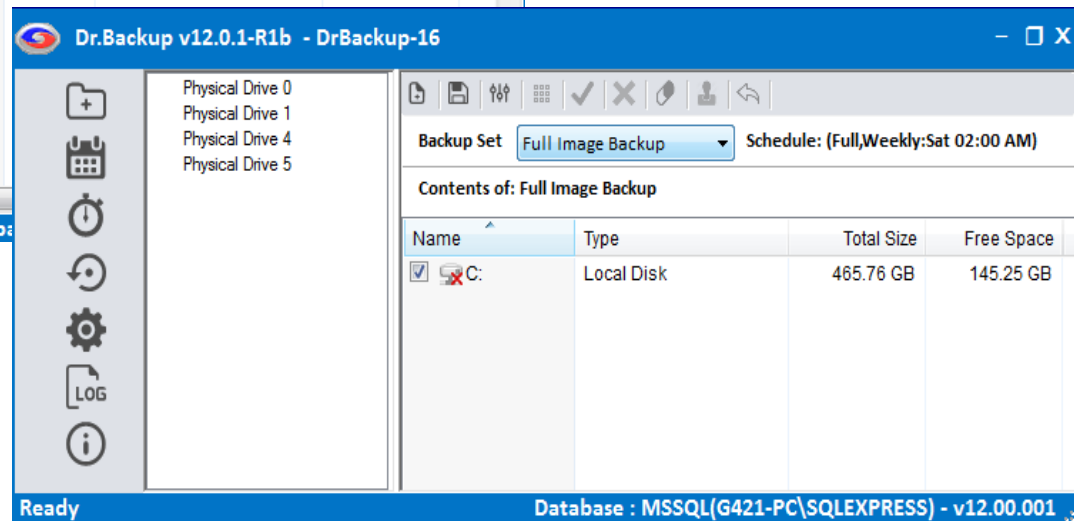 Dr.Backup v12.0.1-R1b - DrBackup-16
Physical Drive 0
Physical Drive 1
Physical Drive 4
Physical Drive 5
LOG
Backup Set Full Image Backup Schedule: (Full,Weekly:Sat 02:00 AM)
Contents of: Full Image Backup
Name Type Total Size Free Space
C: Local Disk 465.76 GB 145.25 GB
Ready Database : MSSQL(G421-PC\SQLEXPRESS) - v12.00.001